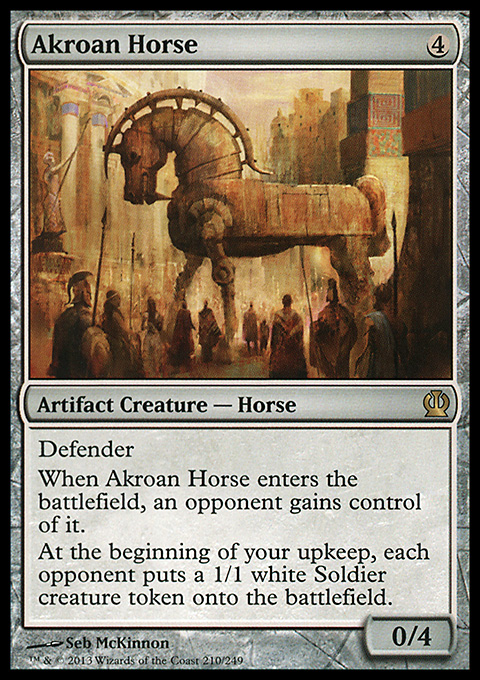 Akroan Horse 4
Artifact Creature — Horse
Defender
When Akroan Horse enters the
battlefield, an opponent gains control
of it.
At the beginning of your upkeep, each
opponent puts a 1/1 white Soldier
creature token onto the battlefield.
0/4
Seb McKinnon
™ & © 2013 Wizards of the Coast 210/249